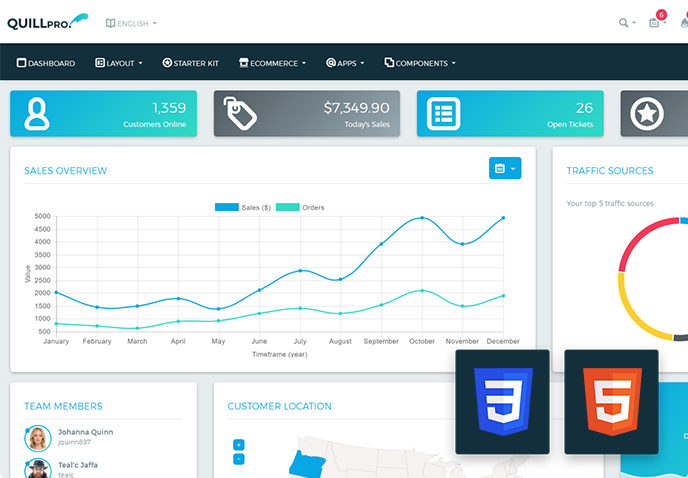 QUILLPRO.
ENGLISH
6
DASHBOARD LAYOUT STARTER KIT ECOMMERCE APPS COMPONENTS
1,359
Customers Online
$7,349.90
Today's Sales
26
Open Tickets
SALES OVERVIEW
Sales ($) Orders
5000
4500
4000
3500
3000
2500
2000
1500
1000
500
Value
January February March April May June July August September October November December
Timeframe (year)
TRAFFIC SOURCES
Your top 5 traffic sources
TEAM MEMBERS
Johanna Quinn
jquinn897
Teal'c Jaffa
tealc
CUSTOMER LOCATION
+
−
3
5
D